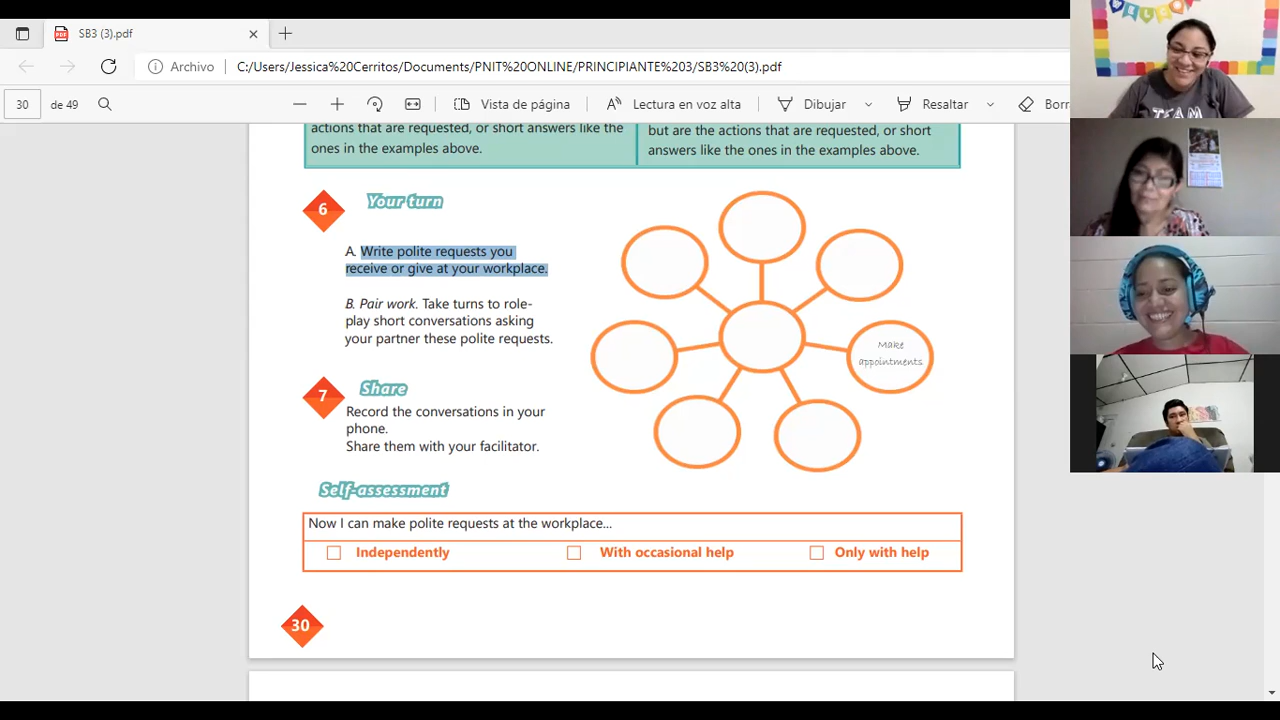 SB3 (3).pdf
Archivo
C:/Users/Jessica%20Cerritos/Documents/PNT%20ONLINE/PRINCIPIANTE%203/SB3%20(3).pdf
30
de 49
Vista de página
Lectura en voz alta
Dibujar
Resaltar
Borr
actions that are requested, or short answers like the
ones in the examples above.
but are the actions that are requested, or short
answers like the ones in the examples above.
6
Your turn
A. Write polite requests you
receive or give at your workplace.
B. Pair work. Take turns to role-
play short conversations asking
your partner these polite requests.
Make
appointments
7
Share
Record the conversations in your
phone.
Share them with your facilitator.
Self-assessment
Now I can make polite requests at the workplace...
Independently
With occasional help
Only with help
30
WELCO
TEAM